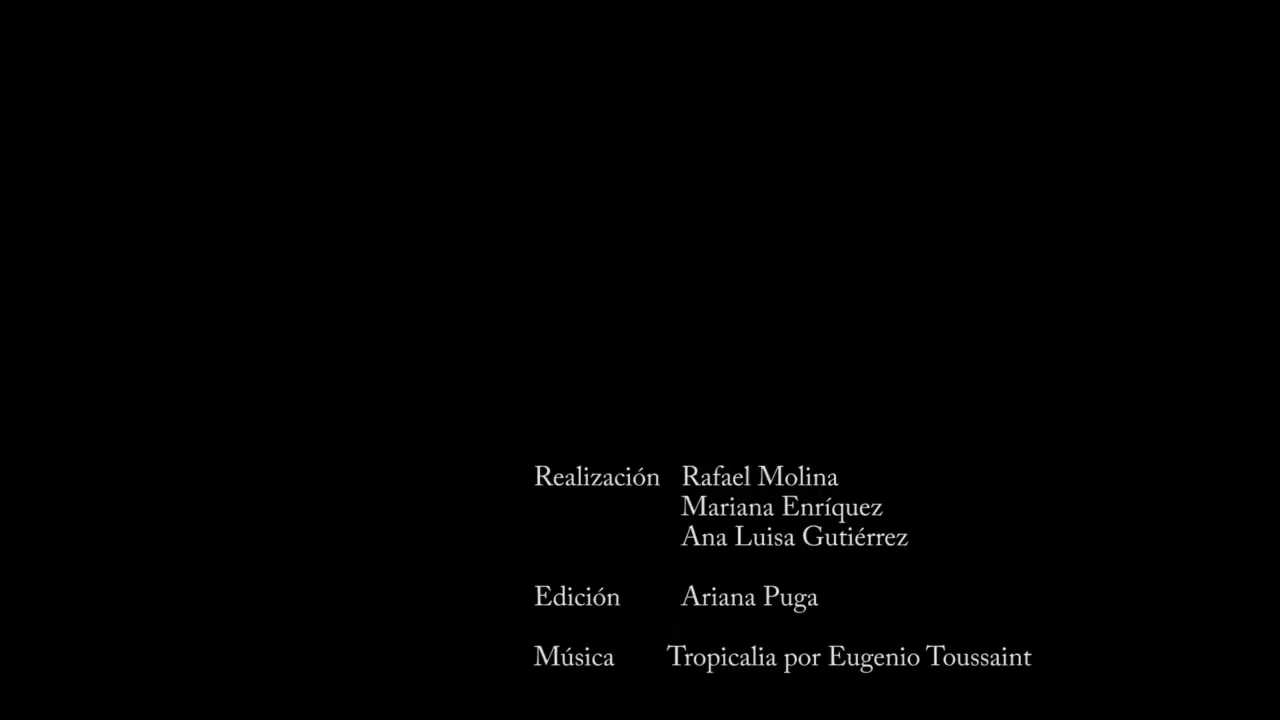 Realización Rafael Molina
Mariana Enríquez
Ana Luisa Gutiérrez
Edición Ariana Puga
Música Tropicalia por Eugenio Toussaint